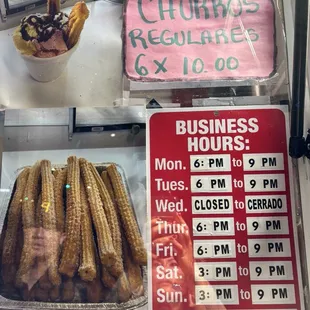 CHURROS
REGULARES
6 X 10.00
BUSINESS
HOURS:
Mon. 6: PM to 9 PM
Tues. 6 PM to 9 PM
Wed. CLOSED to CERRADO
Thur. 6: PM to 9 PM
Fri. 6: PM to 9 PM
Sat. 3: PM to 9 PM
Sun. 3: PM to 9 PM